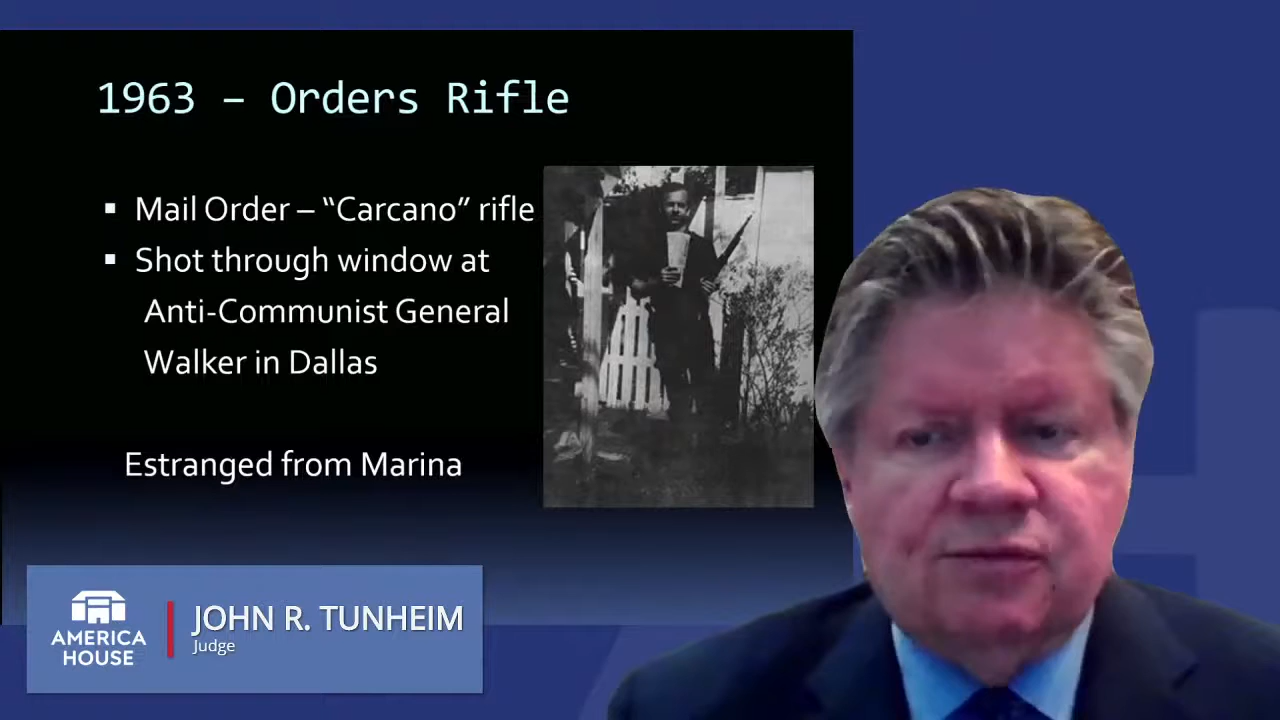 1963 – Orders Rifle
▪ Mail Order – “Carcano” rifle
▪ Shot through window at
Anti-Communist General
Walker in Dallas
Estranged from Marina
AMERICA
HOUSE
JOHN R. TUNHEIM
Judge